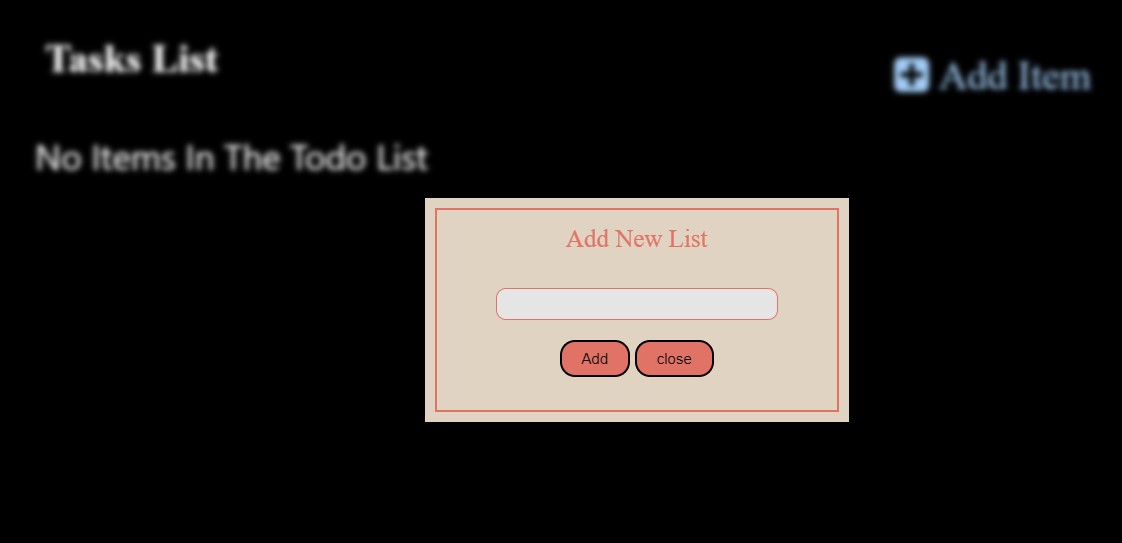 Tasks List
Add Item
No Items In The Todo List
Add New List
Add
close